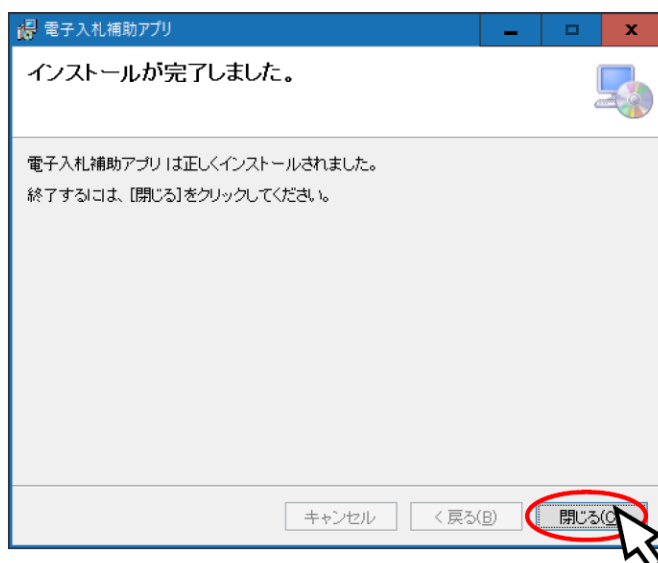 電子入札補助アプリ
インストールが完了しました。
電子入札補助アプリ は正しくインストールされました。
終了するには、[閉じる]をクリックしてください。
キャンセル
< 戻る(B)
閉じる(C